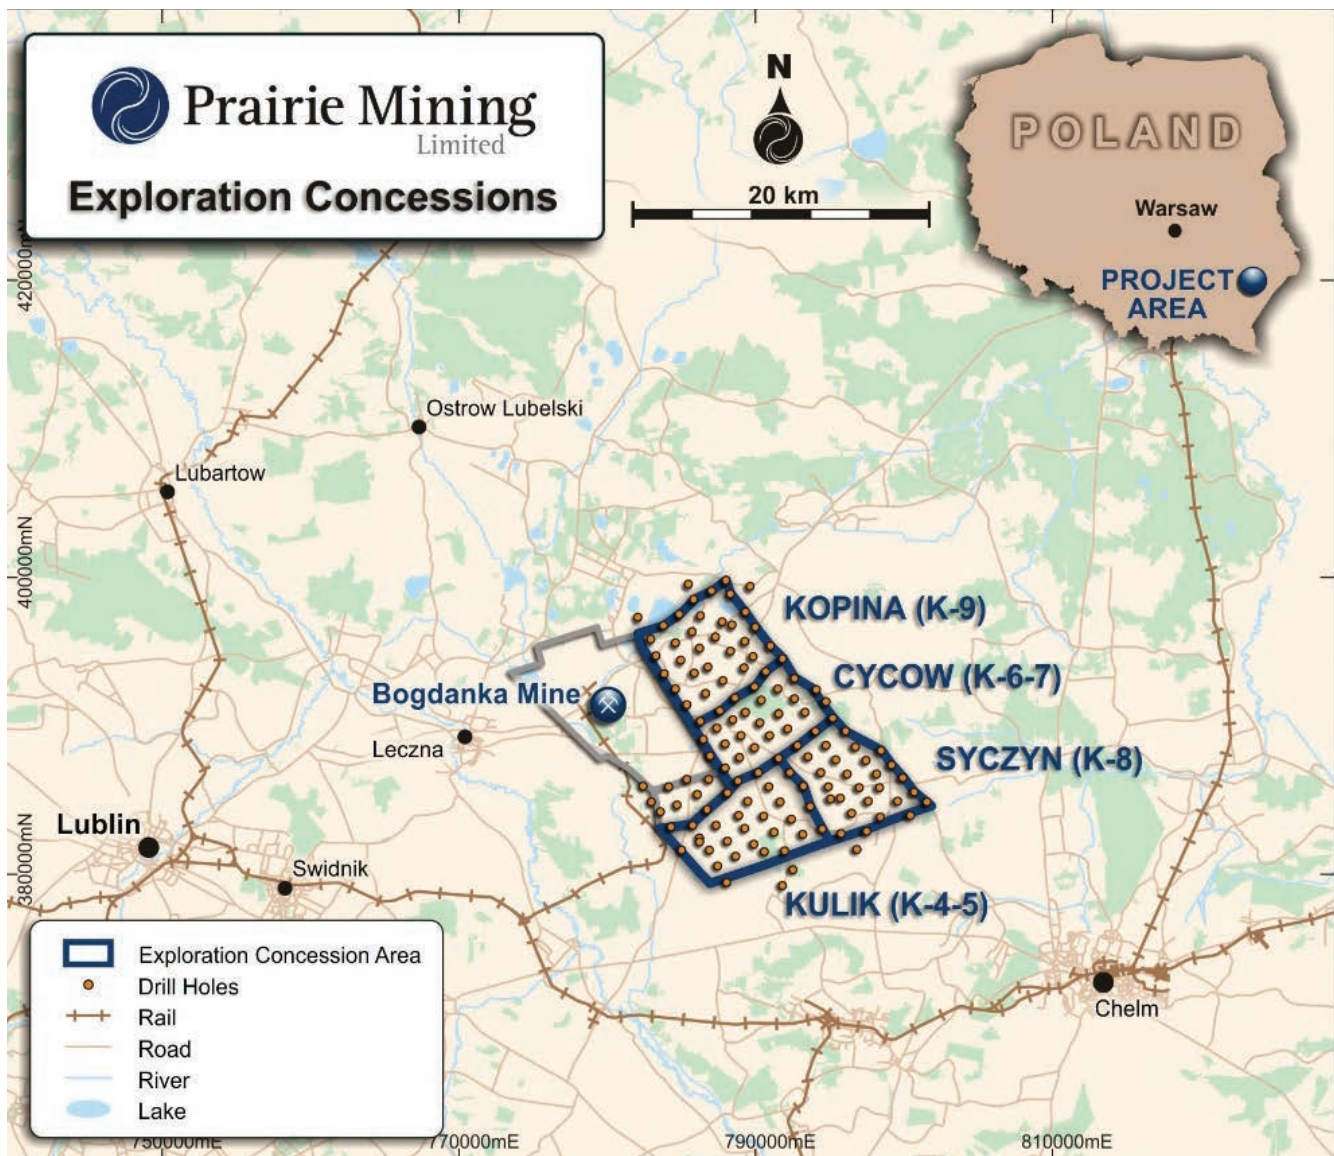 Prairie Mining
Limited
Exploration Concessions
N
20 km
POLAND
Warsaw
PROJECT
AREA
420000mN
Ostrow Lubelski
Lubartow
4000000mN
KOPINA (K-9)
CYCOW (K-6-7)
Bogdanka Mine
Leczna
SYCZYN (K-8)
Lublin
380000mN
Swidnik
KULIK (K-4-5)
Chelm
Exploration Concession Area
Drill Holes
Rail
Road
River
Lake
750000mE
770000mE
790000mE
810000mE